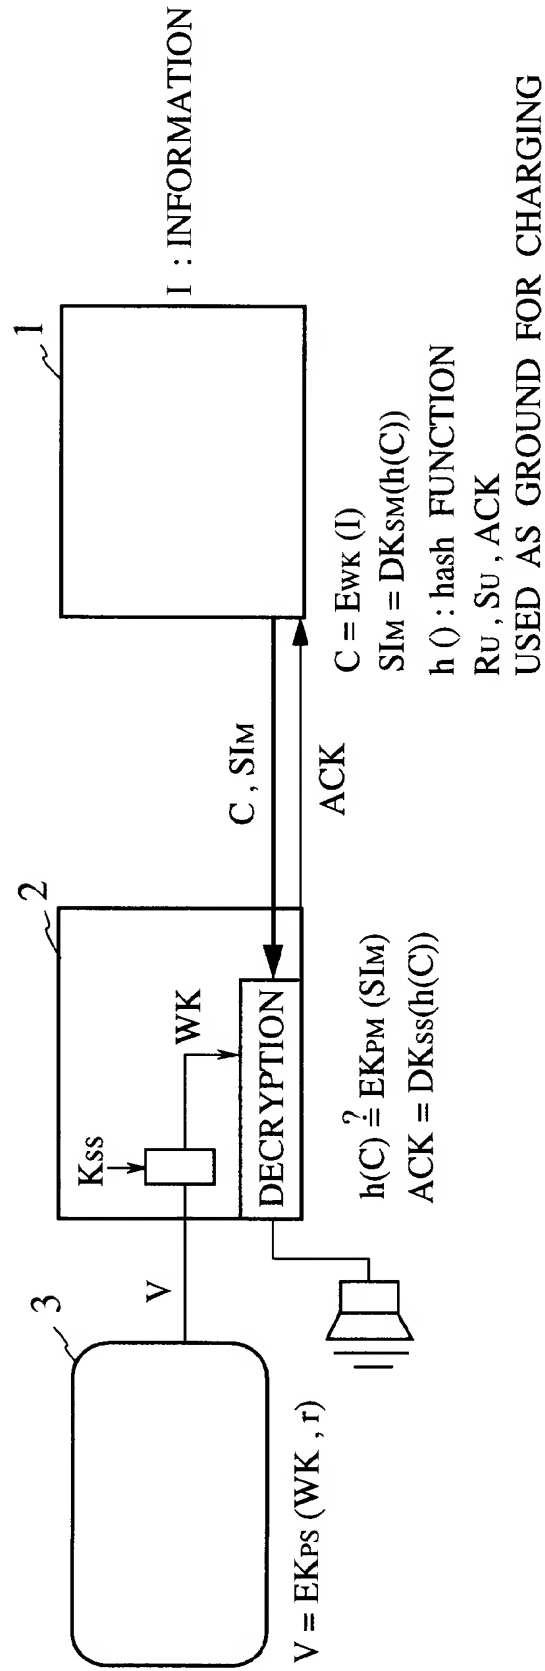 3
V = EKPS (WK , r)
V
2
Kss
WK
DECRYPTION
h(C) ≟ EKPM (SIM)
ACK = DKss(h(C))
C , SIM
ACK
1
I : INFORMATION
C = EWK (I)
SIM = DKSM(h(C))
h () : hash FUNCTION
RU , SU , ACK
USED AS GROUND FOR CHARGING